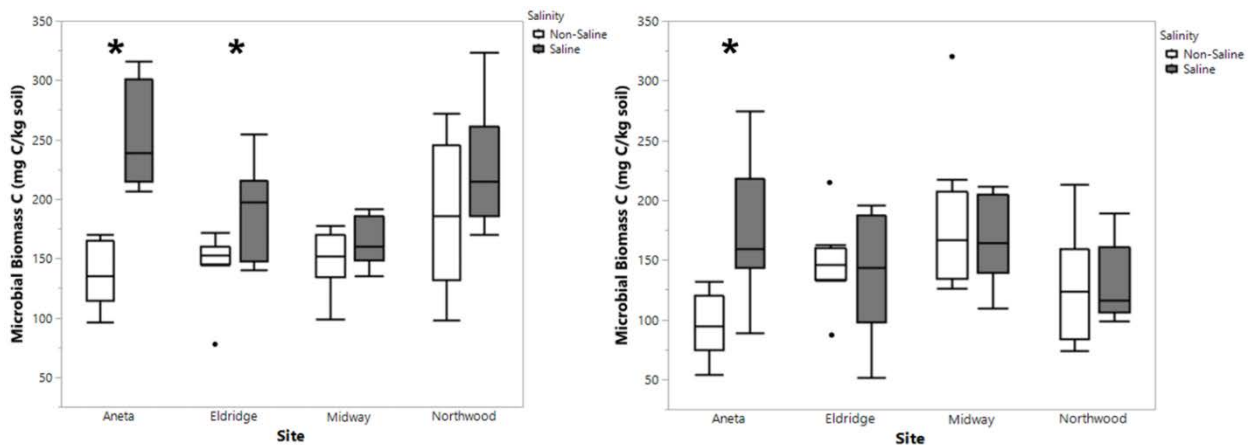 Microbial Biomass C (mg C/kg soil)
350
300
250
200
150
100
50
*
*
Aneta
Eldridge
Midway
Northwood
Site
Salinity
Non-Saline
Saline
Microbial Biomass C (mg C/kg soil)
350
300
250
200
150
100
50
*
Aneta
Eldridge
Midway
Northwood
Site
Salinity
Non-Saline
Saline